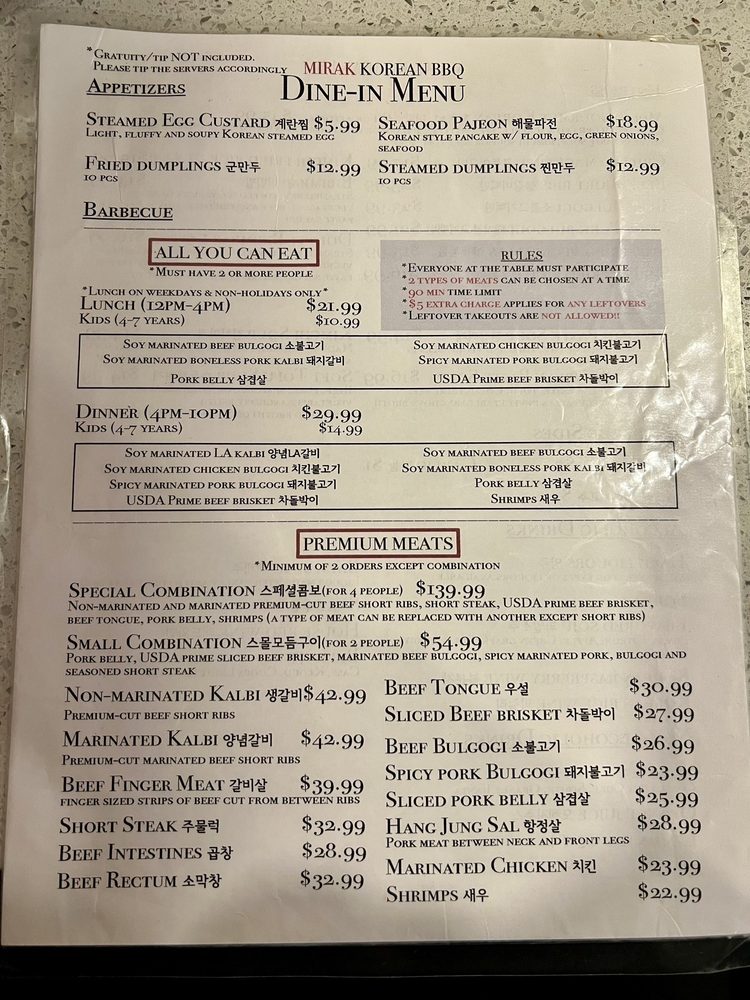 *Gratuity/tip NOT included.
Please tip the servers accordingly
MIRAK KOREAN BBQ
Dine-in Menu
Appetizers
Steamed Egg Custard 계란찜 $5.99
Light, fluffy and soupy Korean steamed egg
Seafood Pajeon 해물파전 $18.99
Korean style pancake w/ flour, egg, green onions,
seafood
Fried dumplings 군만두 $12.99
10 pcs
Steamed dumplings 찐만두 $12.99
10 pcs
Barbecue
ALL YOU CAN EAT
*Must have 2 or more people
RULES
*Everyone at the table must participate
*2 types of meats can be chosen at a time
*90 min time limit
*$5 extra charge applies for any leftovers
*Leftover takeouts are not allowed!!
*Lunch on weekdays & non-holidays only*
Lunch (12pm-4pm) $21.99
Kids (4-7 years) $10.99
Soy marinated beef bulgogi 소불고기
Soy marinated boneless pork kalbi 돼지갈비
Pork belly 삼겹살
Soy marinated chicken bulgogi 치킨불고기
Spicy marinated pork bulgogi 돼지불고기
USDA Prime beef brisket 차돌박이
Dinner (4pm-10pm) $29.99
Kids (4-7 years) $14.99
Soy marinated LA kalbi 양념LA갈비
Soy marinated chicken bulgogi 치킨불고기
Spicy marinated pork bulgogi 돼지불고기
USDA Prime beef brisket 차돌박이
Soy marinated beef bulgogi 소불고기
Soy marinated boneless pork kalbi 돼지갈비
Pork belly 삼겹살
Shrimps 새우
PREMIUM MEATS
*Minimum of 2 orders except combination
Special Combination 스페셜콤보(for 4 people) $139.99
Non-marinated and marinated premium-cut beef short ribs, short steak, USDA prime beef brisket,
beef tongue, pork belly, shrimps (a type of meat can be replaced with another except short ribs)
Small Combination 스몰모듬구이(for 2 people) $54.99
Pork belly, USDA prime sliced beef brisket, marinated beef bulgogi, spicy marinated pork, bulgogi and
seasoned short steak
Non-marinated Kalbi 생갈비 $42.99
Premium-cut beef short ribs
Marinated Kalbi 양념갈비 $42.99
Premium-cut marinated beef short ribs
Beef Finger Meat 갈비살 $39.99
finger sized strips of beef cut from between ribs
Short Steak 주물럭 $32.99
Beef Intestines 곱창 $28.99
Beef Rectum 소막창 $32.99
Beef Tongue 우설 $30.99
Sliced Beef brisket 차돌박이 $27.99
Beef Bulgogi 소불고기 $26.99
Spicy pork Bulgogi 돼지불고기 $23.99
Sliced pork belly 삼겹살 $25.99
Hang Jung Sal 항정살 $28.99
Pork meat between neck and front legs
Marinated Chicken 치킨 $23.99
Shrimps 새우 $22.99